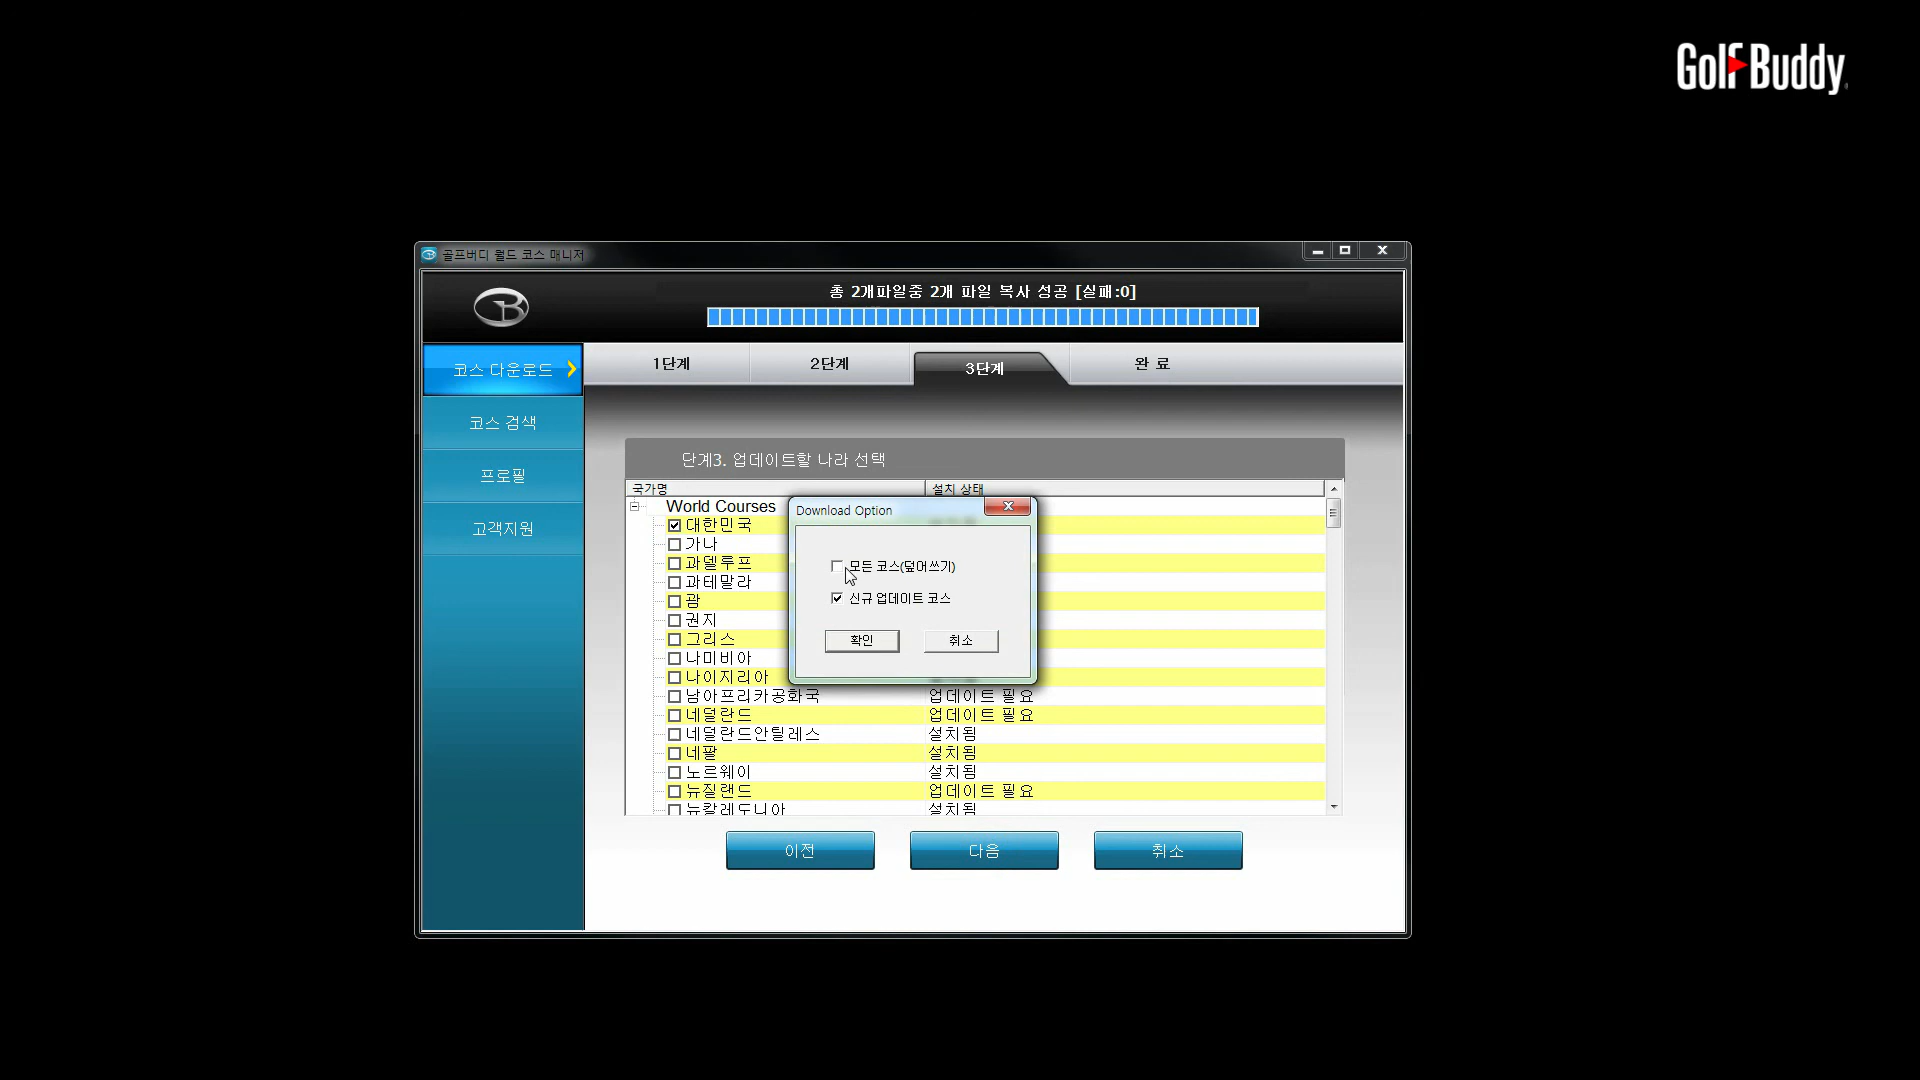 GolfBuddy
골프버디 월드 코스 매니저
총 2개파일중 2개 파일 복사 성공 [실패:0]
코스 다운로드
코스 검색
프로필
고객지원
1단계
2단계
3단계
완 료
단계3. 업데이트할 나라 선택
국가명
설치 상태
World Courses
대한민국
가나
과델루프
과테말라
괌
권지
그리스
나미비아
나이지리아
남아프리카공화국 업데이트 필요
네덜란드 업데이트 필요
네덜란드안틸레스 설치됨
네팔 설치됨
노르웨이 설치됨
뉴질랜드 업데이트 필요
뉴칼레도니아 설치됨
Download Option
모든 코스(덮어쓰기)
신규 업데이트 코스
확인
취소
이전
다음
취소